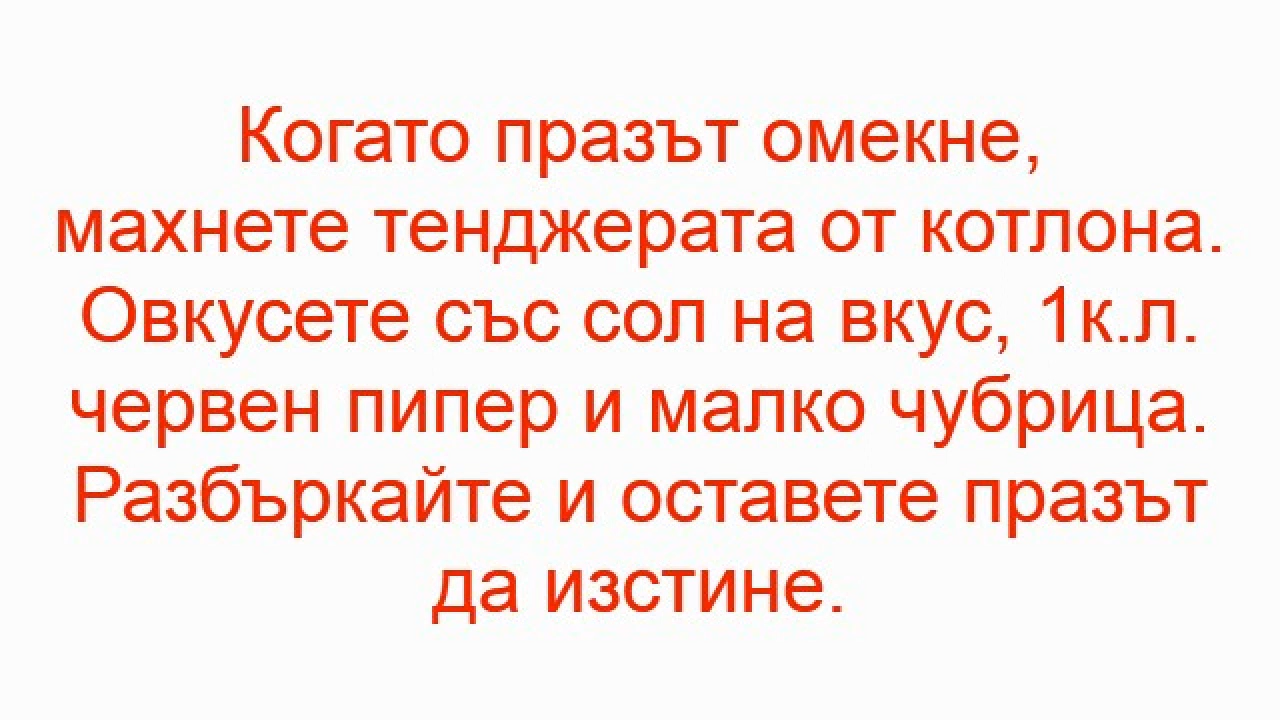 Когато празът омекне,
махнете тенджерата от котлона.
Овкусете със сол на вкус, 1к.л.
червен пипер и малко чубрица.
Разбъркайте и оставете празът
да изстине.